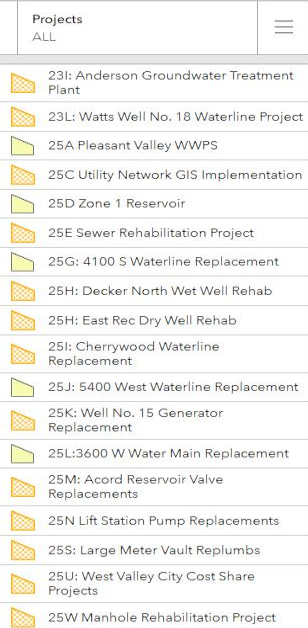 Projects
ALL
23I: Anderson Groundwater Treatment
Plant
23L: Watts Well No. 18 Waterline Project
25A Pleasant Valley WWPS
25C Utility Network GIS Implementation
25D Zone 1 Reservoir
25E Sewer Rehabilitation Project
25G: 4100 S Waterline Replacement
25H: Decker North Wet Well Rehab
25H: East Rec Dry Well Rehab
25I: Cherrywood Waterline
Replacement
25J: 5400 West Waterline Replacement
25K: Well No. 15 Generator
Replacement
25L:3600 W Water Main Replacement
25M: Acord Reservoir Valve
Replacements
25N Lift Station Pump Replacements
25S: Large Meter Vault Replumbs
25U: West Valley City Cost Share
Projects
25W Manhole Rehabilitation Project